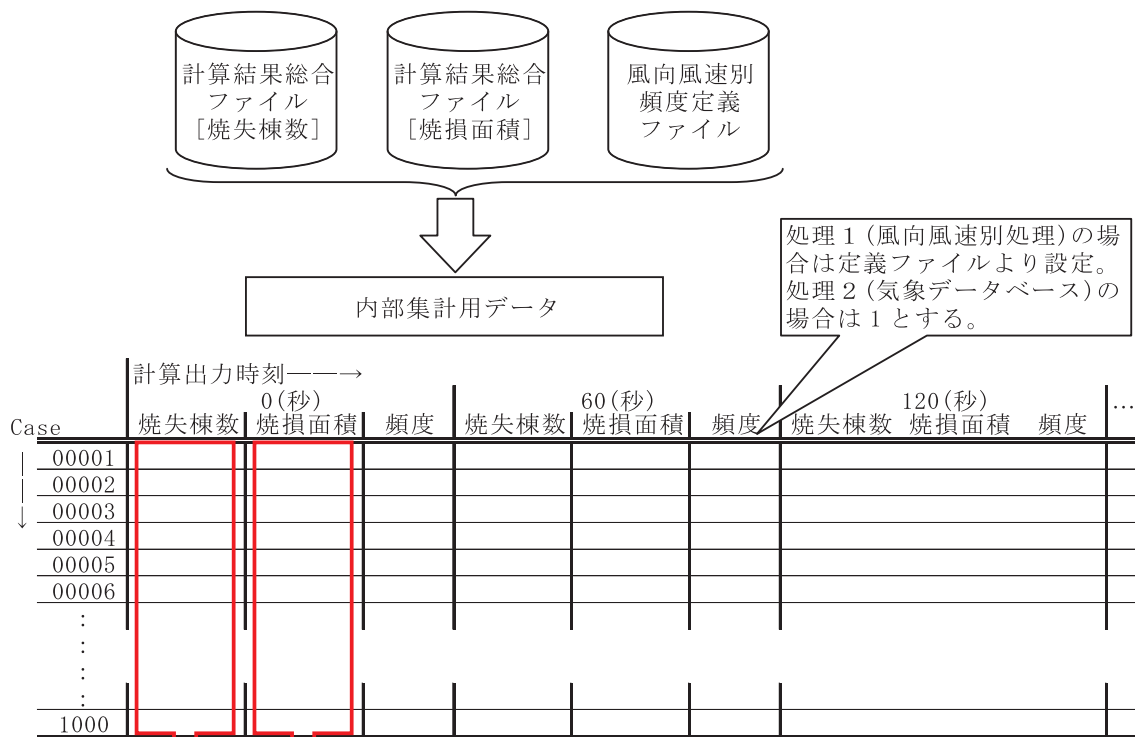 計算結果総合
ファイル
[焼失棟数]
計算結果総合
ファイル
[焼損面積]
風向風速別
頻度定義
ファイル
処理1(風向風速別処理)の場
合は定義ファイルより設定。
処理2(気象データベース)の
場合は1とする。
内部集計用データ
計算出力時刻——→
0(秒) 60(秒) 120(秒) …
Case 焼失棟数 焼損面積 頻度 焼失棟数 焼損面積 頻度 焼失棟数 焼損面積 頻度
00001
00002
00003
00004
00005
00006
:
:
:
:
1000